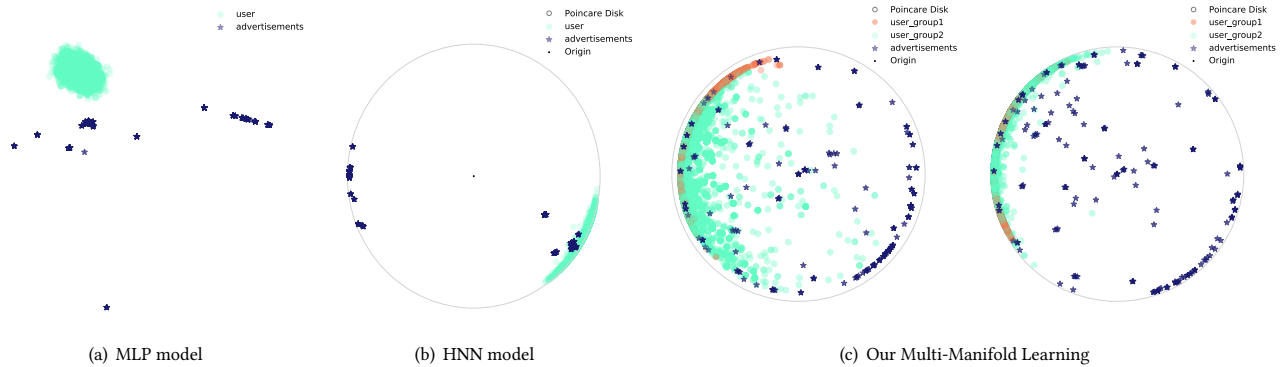 user
advertisements
Poincare Disk
user
advertisements
Origin
Poincare Disk
user_group1
user_group2
advertisements
Origin
Poincare Disk
user_group1
user_group2
advertisements
Origin
(a) MLP model
(b) HNN model
(c) Our Multi-Manifold Learning